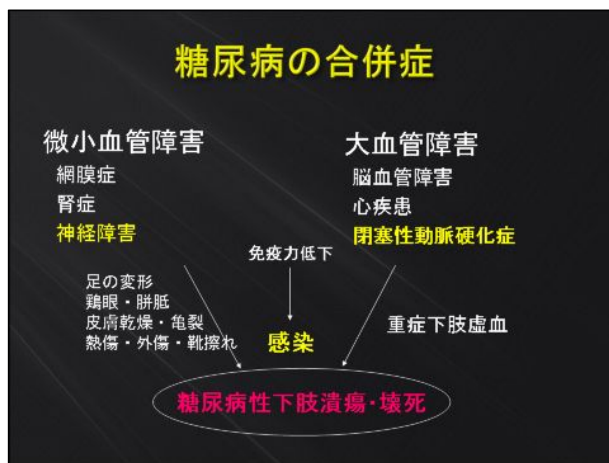 糖尿病の合併症
微小血管障害
網膜症
腎症
神経障害
大血管障害
脳血管障害
心疾患
閉塞性動脈硬化症
免疫力低下
足の変形
鶏眼・胼胝
皮膚乾燥・亀裂
熱傷・外傷・靴擦れ
感染
重症下肢虚血
糖尿病性下肢潰瘍・壊死